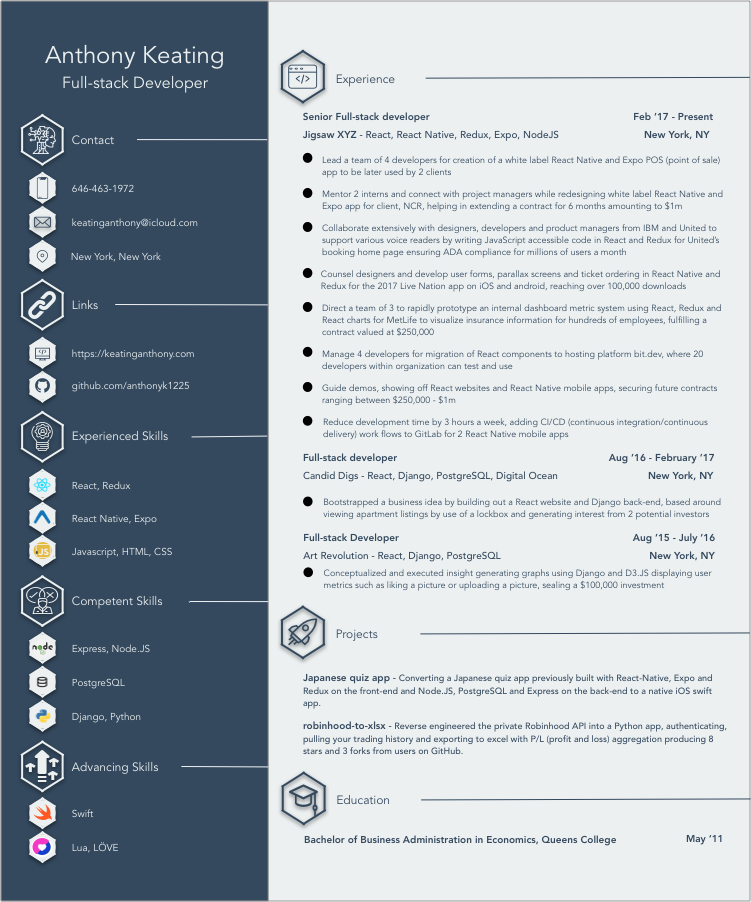 Anthony Keating
Full-stack Developer
Contact
646-463-1972
keatinganthony@icloud.com
New York, New York
Links
https://keatinganthony.com
github.com/anthonyk1225
Experienced Skills
React, Redux
React Native, Expo
JS
Javascript, HTML, CSS
Competent Skills
node
Express, Node.JS
PostgreSQL
Django, Python
Advancing Skills
Swift
Lua, LÖVE
Experience
Senior Full-stack developer Feb '17 - Present
Jigsaw XYZ - React, React Native, Redux, Expo, NodeJS New York, NY
Lead a team of 4 developers for creation of a white label React Native and Expo POS (point of sale)
app to be later used by 2 clients
Mentor 2 interns and connect with project managers while redesigning white label React Native and
Expo app for client, NCR, helping in extending a contract for 6 months amounting to $1m
Collaborate extensively with designers, developers and product managers from IBM and United to
support various voice readers by writing JavaScript accessible code in React and Redux for United's
booking home page ensuring ADA compliance for millions of users a month
Counsel designers and develop user forms, parallax screens and ticket ordering in React Native and
Redux for the 2017 Live Nation app on iOS and android, reaching over 100,000 downloads
Direct a team of 3 to rapidly prototype an internal dashboard metric system using React, Redux and
React charts for MetLife to visualize insurance information for hundreds of employees, fulfilling a
contract valued at $250,000
Manage 4 developers for migration of React components to hosting platform bit.dev, where 20
developers within organization can test and use
Guide demos, showing off React websites and React Native mobile apps, securing future contracts
ranging between $250,000 - $1m
Reduce development time by 3 hours a week, adding CI/CD (continuous integration/continuous
delivery) work flows to GitLab for 2 React Native mobile apps
Full-stack developer Aug '16 - February '17
Candid Digs - React, Django, PostgreSQL, Digital Ocean New York, NY
Bootstrapped a business idea by building out a React website and Django back-end, based around
viewing apartment listings by use of a lockbox and generating interest from 2 potential investors
Full-stack Developer Aug '15 - July '16
Art Revolution - React, Django, PostgreSQL New York, NY
Conceptualized and executed insight generating graphs using Django and D3.JS displaying user
metrics such as liking a picture or uploading a picture, sealing a $100,000 investment
Projects
Japanese quiz app - Converting a Japanese quiz app previously built with React-Native, Expo and
Redux on the front-end and Node.JS, PostgreSQL and Express on the back-end to a native iOS swift
app.
robinhood-to-xlsx - Reverse engineered the private Robinhood API into a Python app, authenticating,
pulling your trading history and exporting to excel with P/L (profit and loss) aggregation producing 8
stars and 3 forks from users on GitHub.
Education
Bachelor of Business Administration in Economics, Queens College May '11